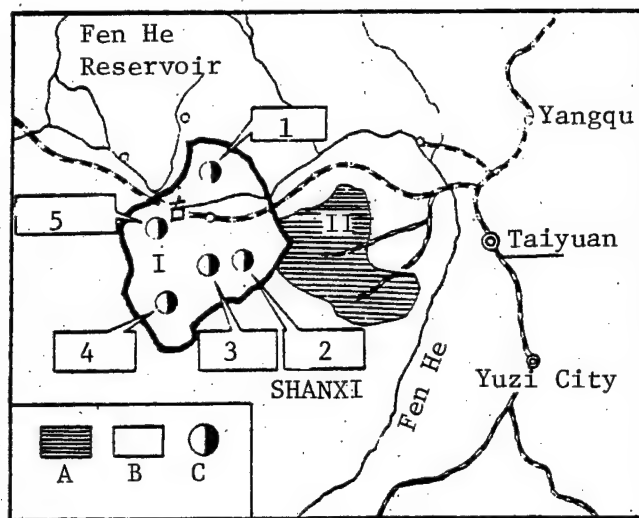 Fen He
Reservoir
1
Yangqu
5
II
Taiyuan
I
4
3
2
SHANXI
Fen He
Yuzi City
A
B
C